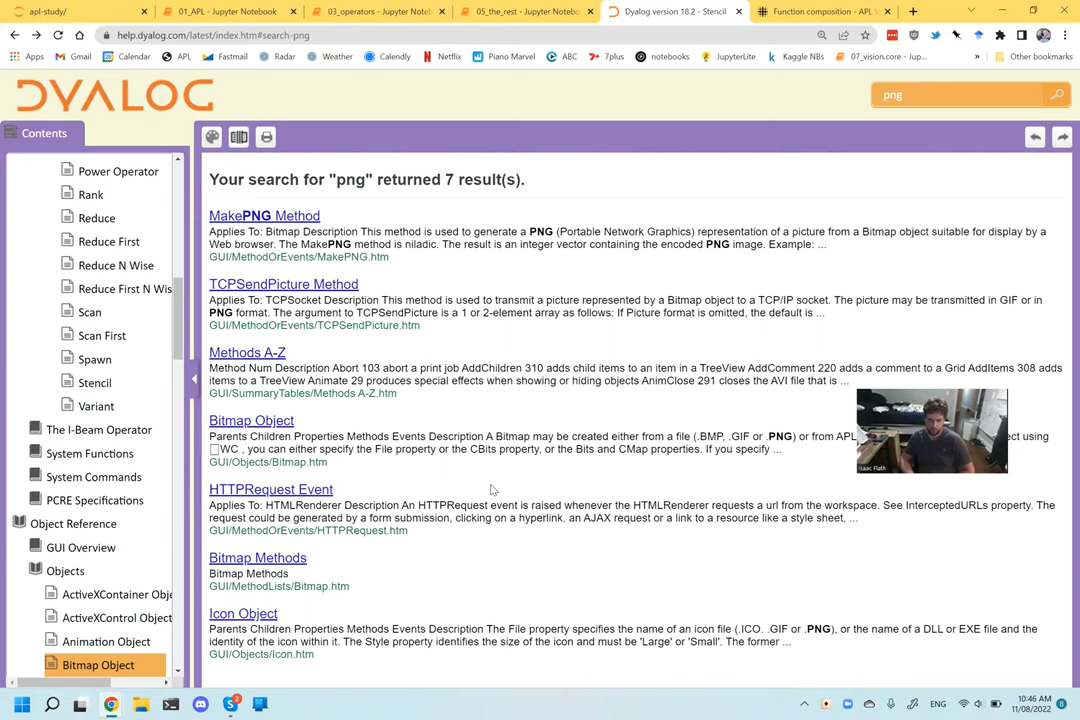 apl-study/
01_APL - Jupyter Notebook
03_operators - Jupyter Noteb
05_the_rest - Jupyter Notebo
Dyalog version 18.2 - Stencil
Function composition - APL W
help.dyalog.com/latest/index.htm#search-png
Apps
Gmail
Calendar
APL
Fastmail
Radar
Weather
Calendly
Netflix
Piano Marvel
ABC
7plus
notebooks
JupyterLite
Kaggle NBs
07_vision.core - Jup...
»
Other bookmarks
DYALOG
png
Contents
Power Operator
Rank
Reduce
Reduce First
Reduce N Wise
Reduce First N Wis
Scan
Scan First
Spawn
Stencil
Variant
The I-Beam Operator
System Functions
System Commands
PCRE Specifications
Object Reference
GUI Overview
Objects
ActiveXContainer Obje
ActiveXControl Object
Animation Object
Bitmap Object
Your search for "png" returned 7 result(s).
MakePNG Method
Applies To: Bitmap Description This method is used to generate a PNG (Portable Network Graphics) representation of a picture from a Bitmap object suitable for display by a
Web browser. The MakePNG method is niladic. The result is an integer vector containing the encoded PNG image. Example: ...
GUI/MethodOrEvents/MakePNG.htm
TCPSendPicture Method
Applies To: TCPSocket Description This method is used to transmit a picture represented by a Bitmap object to a TCP/IP socket. The picture may be transmitted in GIF or in
PNG format. The argument to TCPSendPicture is a 1 or 2-element array as follows: If Picture format is omitted, the default is ...
GUI/MethodOrEvents/TCPSendPicture.htm
Methods A-Z
Method Num Description Abort 103 abort a print job AddChildren 310 adds child items to an item in a TreeView AddComment 220 adds a comment to a Grid AddItems 308 adds
items to a TreeView Animate 29 produces special effects when showing or hiding objects AnimClose 291 closes the AVI file that is ...
GUI/SummaryTables/Methods A-Z.htm
Bitmap Object
Parents Children Properties Methods Events Description A Bitmap may be created either from a file (.BMP, .GIF or .PNG) or from APL ect using
⎕WC , you can either specify the File property or the CBits property, or the Bits and CMap properties. If you specify ...
GUI/Objects/Bitmap.htm
Isaac Flath
HTTPRequest Event
Applies To: HTMLRenderer Description An HTTPRequest event is raised whenever the HTMLRenderer requests a url from the workspace. See InterceptedURLs property. The
request could be generated by a form submission, clicking on a hyperlink, an AJAX request or a link to a resource like a style sheet, ...
GUI/MethodOrEvents/HTTPRequest.htm
Bitmap Methods
Bitmap Methods
GUI/MethodLists/Bitmap.htm
Icon Object
Parents Children Properties Methods Events Description The File property specifies the name of an icon file (.ICO. .GIF or .PNG), or the name of a DLL or EXE file and the
identity of the icon within it. The Style property identifies the size of the icon and must be 'Large' or 'Small'. The former ...
GUI/Objects/Icon.htm
2
ENG
10:46 AM
11/08/2022
8